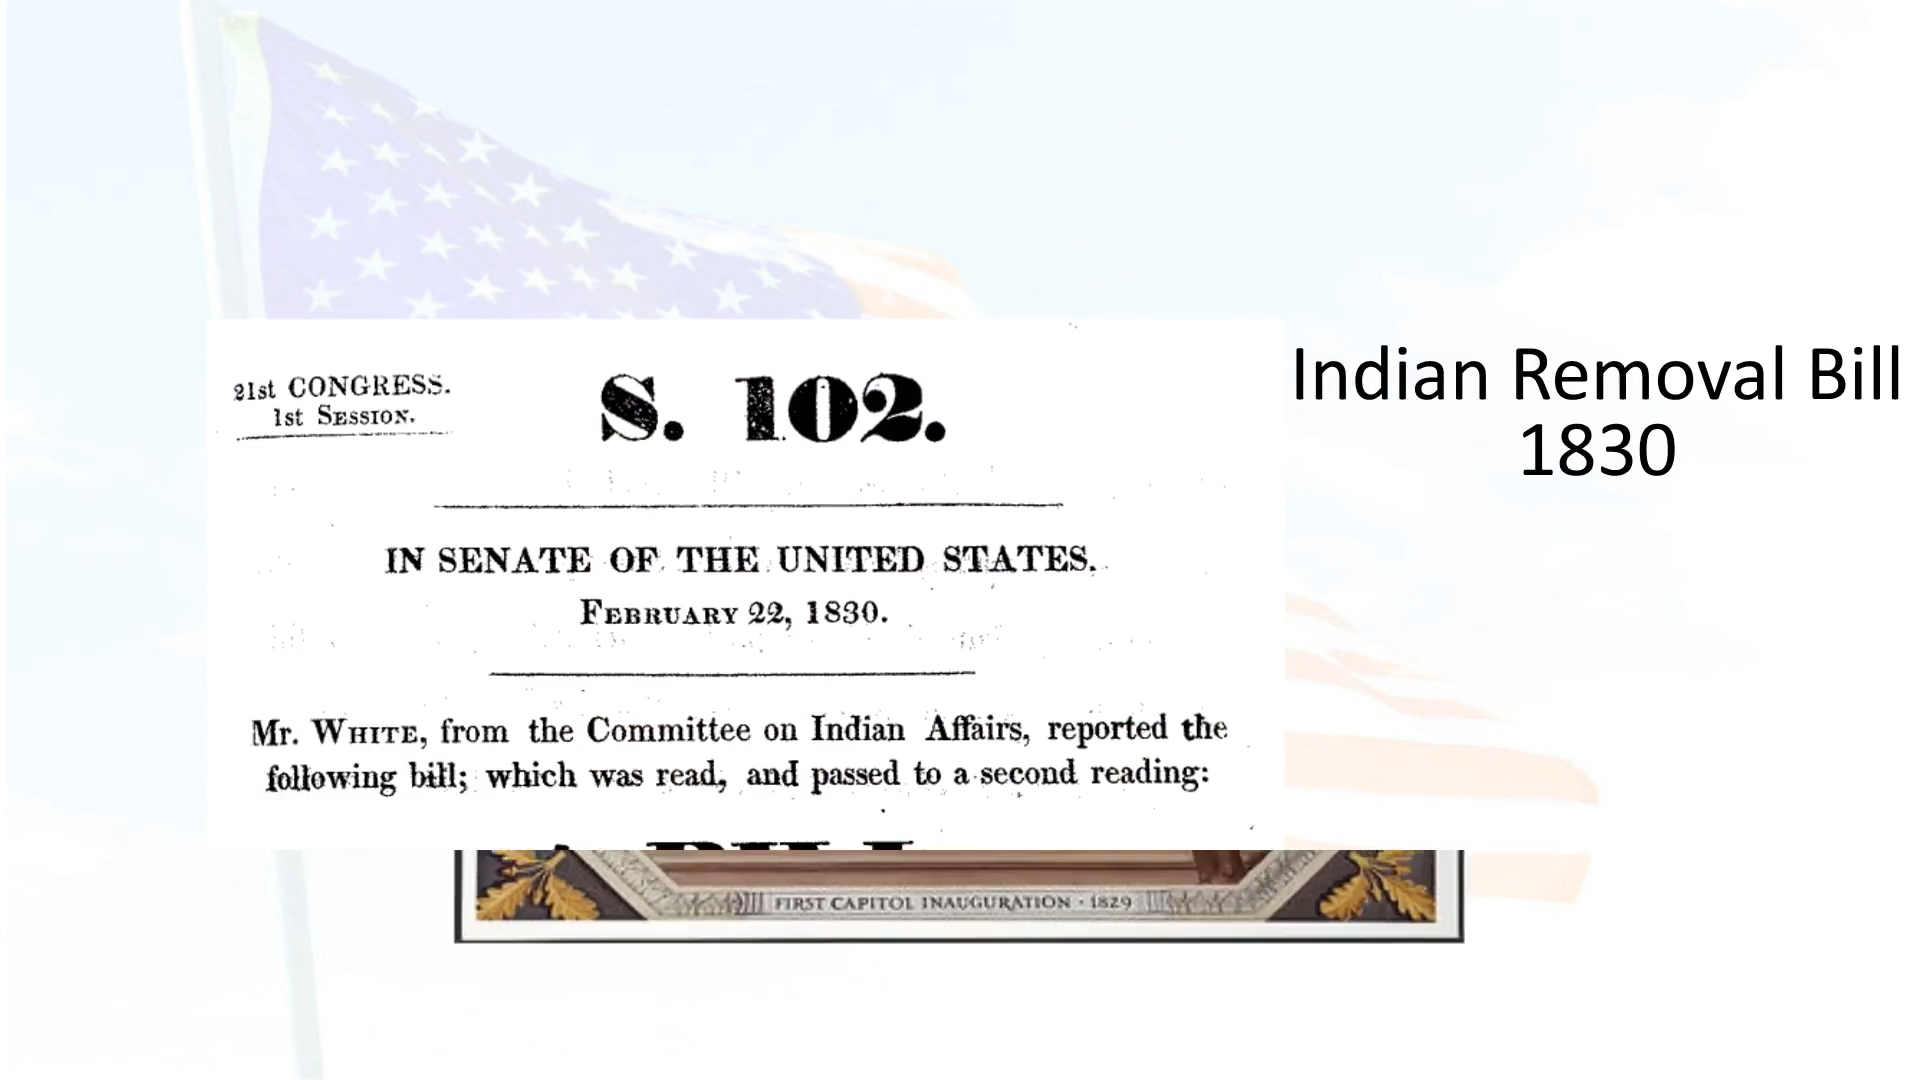 21st CONGRESS.
1st SESSION.
S. 102.
Indian Removal Bill
1830
IN SENATE OF THE UNITED STATES.
FEBRUARY 22, 1830.
Mr. WHITE, from the Committee on Indian Affairs, reported the
following bill; which was read, and passed to a second reading:
FIRST CAPITOL INAUGURATION · 1829